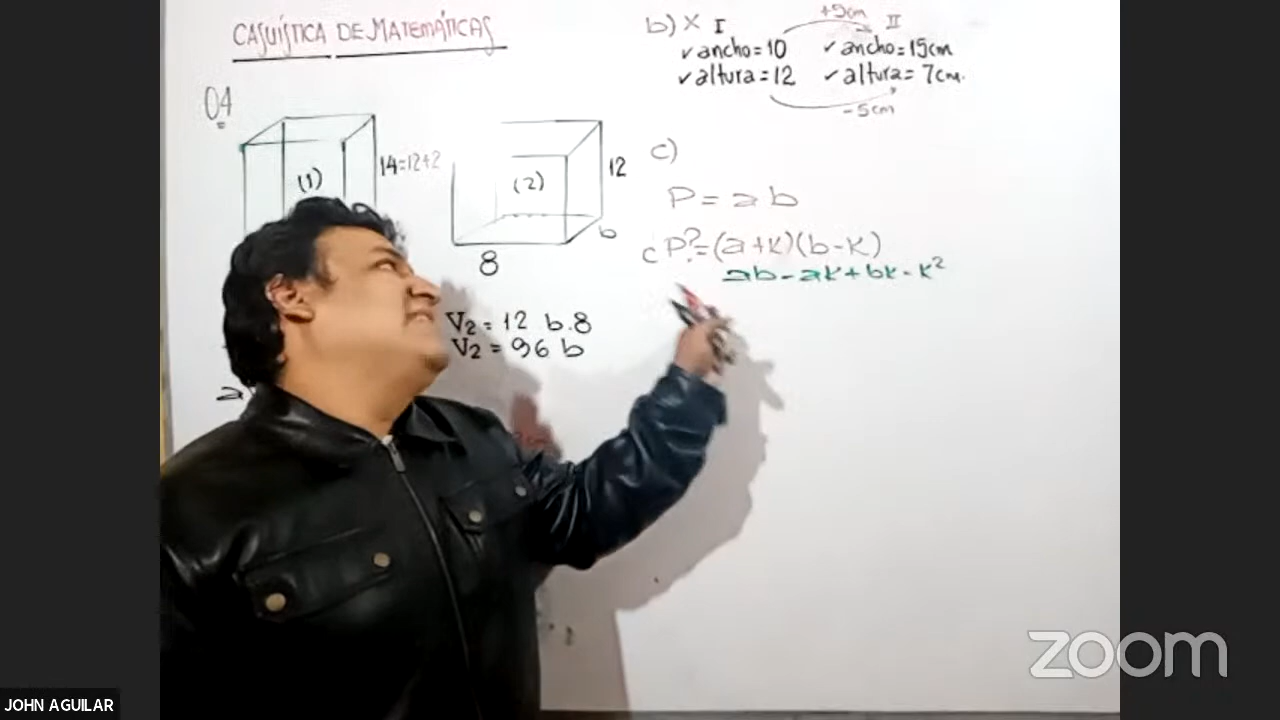 CASUÍSTICA DE MATEMÁTICAS
04
(1)
14=12+2
(2)
12
b
8
V2 = 12 b.8
V2 = 96 b
a
b) X I
+5cm
II
✓ ancho=10 ✓ ancho=15cm
✓ altura=12 ✓ altura=7cm.
-5cm
c)
P = ab
c P?=(a+k)(b-k)
ab-ak+bk-k²
zoom
JOHN AGUILAR